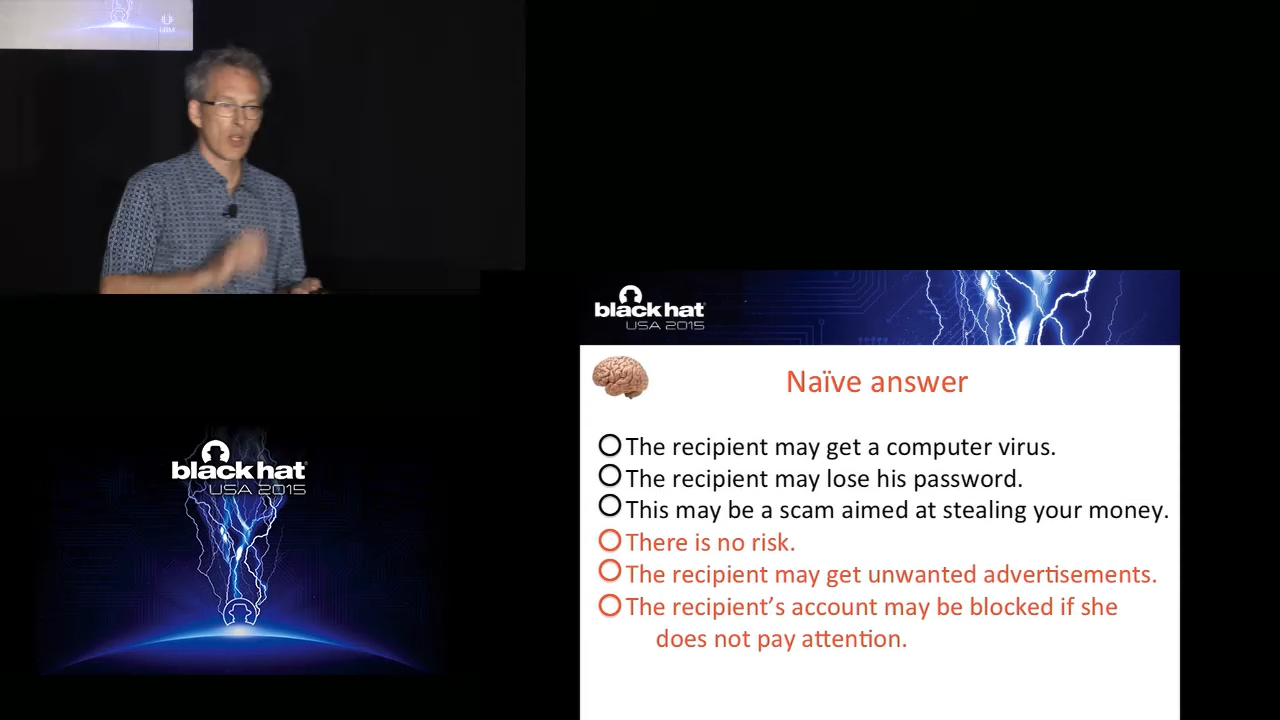 black hat
USA 2015
Naïve answer
The recipient may get a computer virus.
The recipient may lose his password.
This may be a scam aimed at stealing your money.
There is no risk.
The recipient may get unwanted advertisements.
The recipient's account may be blocked if she
does not pay attention.
black hat
USA 2015